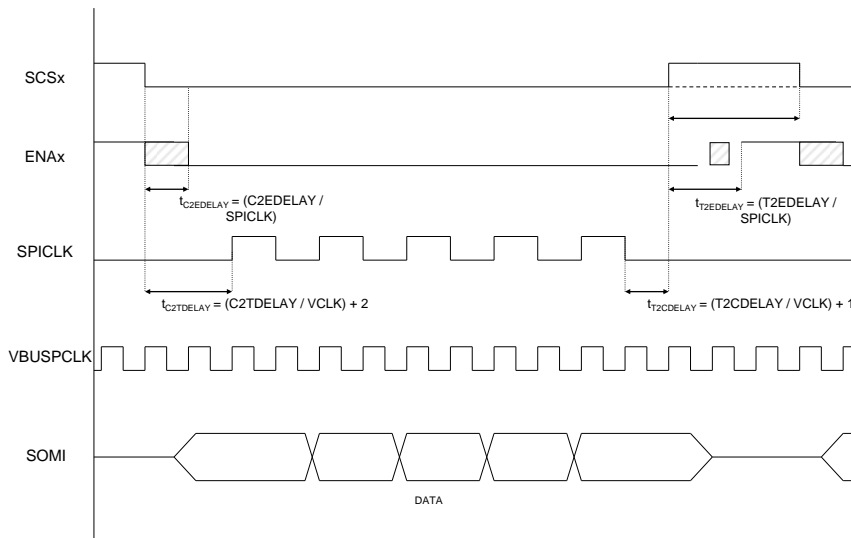 SCSx
ENAx
tC2EDELAY = (C2EDELAY /
SPICLK)
tT2EDELAY = (T2EDELAY /
SPICLK)
SPICLK
tC2TDELAY = (C2TDELAY / VCLK) + 2
tT2CDELAY = (T2CDELAY / VCLK) + 1
VBUSPCLK
SOMI
DATA